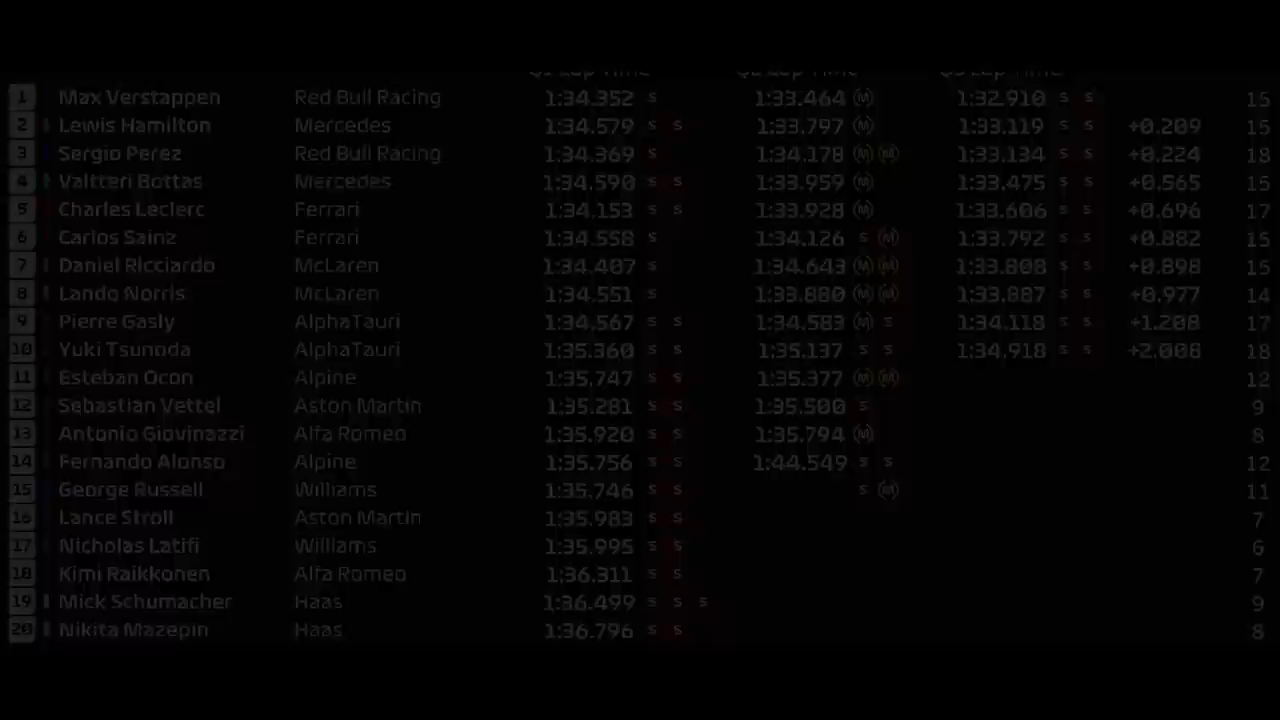 Q1 Lap Time Q2 Lap Time Q3 Lap Time
1 Max Verstappen Red Bull Racing 1:34.352 S 1:33.464 M 1:32.910 S S 15
2 Lewis Hamilton Mercedes 1:34.579 S S 1:33.797 M 1:33.119 S S +0.209 15
3 Sergio Perez Red Bull Racing 1:34.369 S 1:34.178 M M 1:33.134 S S +0.224 18
4 Valtteri Bottas Mercedes 1:34.590 S S 1:33.959 M 1:33.475 S S +0.565 15
5 Charles Leclerc Ferrari 1:34.153 S S 1:33.928 M 1:33.606 S S +0.696 17
6 Carlos Sainz Ferrari 1:34.558 S 1:34.126 S M 1:33.792 S S +0.882 15
7 Daniel Ricciardo McLaren 1:34.407 S 1:34.643 M M 1:33.808 S S +0.898 15
8 Lando Norris McLaren 1:34.551 S 1:33.880 M M 1:33.887 S S +0.977 14
9 Pierre Gasly AlphaTauri 1:34.567 S S 1:34.583 M S 1:34.118 S S +1.208 17
10 Yuki Tsunoda AlphaTauri 1:35.360 S S 1:35.137 S S 1:34.918 S S +2.008 18
11 Esteban Ocon Alpine 1:35.747 S S 1:35.377 M M 12
12 Sebastian Vettel Aston Martin 1:35.281 S S 1:35.500 S 9
13 Antonio Giovinazzi Alfa Romeo 1:35.920 S S 1:35.794 M 8
14 Fernando Alonso Alpine 1:35.756 S S 1:44.549 S S 12
15 George Russell Williams 1:35.746 S S S M 11
16 Lance Stroll Aston Martin 1:35.983 S S 7
17 Nicholas Latifi Williams 1:35.995 S S 6
18 Kimi Raikkonen Alfa Romeo 1:36.311 S S 7
19 Mick Schumacher Haas 1:36.499 S S S 9
20 Nikita Mazepin Haas 1:36.796 S S 8